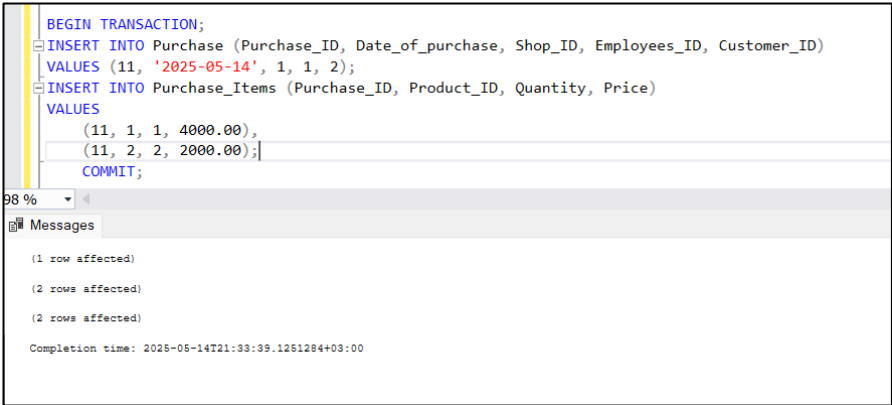 BEGIN TRANSACTION;
INSERT INTO Purchase (Purchase_ID, Date_of_purchase, Shop_ID, Employees_ID, Customer_ID)
VALUES (11, '2025-05-14', 1, 1, 2);
INSERT INTO Purchase_Items (Purchase_ID, Product_ID, Quantity, Price)
VALUES
(11, 1, 1, 4000.00),
(11, 2, 2, 2000.00);
COMMIT;
98 %
Messages
(1 row affected)
(2 rows affected)
(2 rows affected)
Completion time: 2025-05-14T21:33:39.1251284+03:00